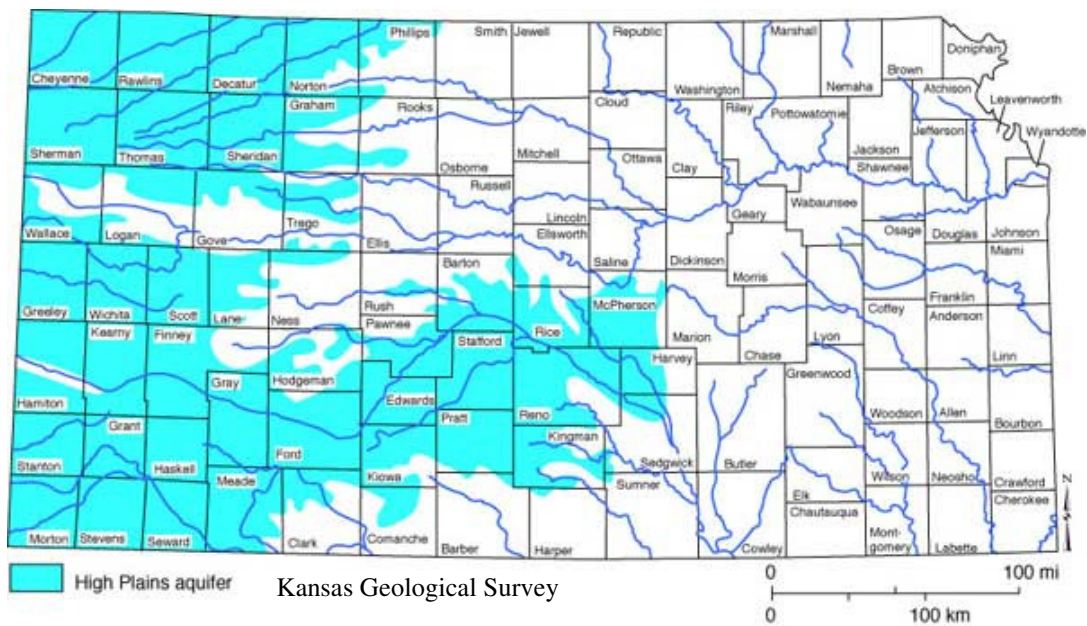 Phillips Smith Jewell Republic Marshall
Doniphan
Cheyenne Rawlins Decatur Norton Washington Nemaha Brown
Atchison
Leavenworth
Graham Rooks Cloud Riley Pottowatomie Wyandotte
Jefferson
Sherman Thomas Sheridan Osborne Mitchell Ottawa Clay Jackson
Shawnee
Russell Wabaunsee
Trego Lincoln Geary
Wallace Logan Gove Ellis Ellsworth Osage Douglas Johnson
Barton Saline Dickinson Morris Miami
Greeley Wichita Scott Lane Ness Rush McPherson Coffey Franklin
Kearny Finney Pawnee Rice Marion Chase Lyon Anderson
Stafford Harvey Linn
Hamiton Gray Hodgeman Edwards Greenwood
Grant Pratt Reno Woodson Allen Bourbon
Kingman
Stanton Haskell Ford Kiowa Sedgwick Butler Wilson Neosho Crawford
Meade Sumner Elk Cherokee
Chautauqua
Morton Stevens Seward Clark Comanche Barber Harper Cowley Mont-
gomery Labette
N
High Plains aquifer Kansas Geological Survey
0 100 mi
0 100 km